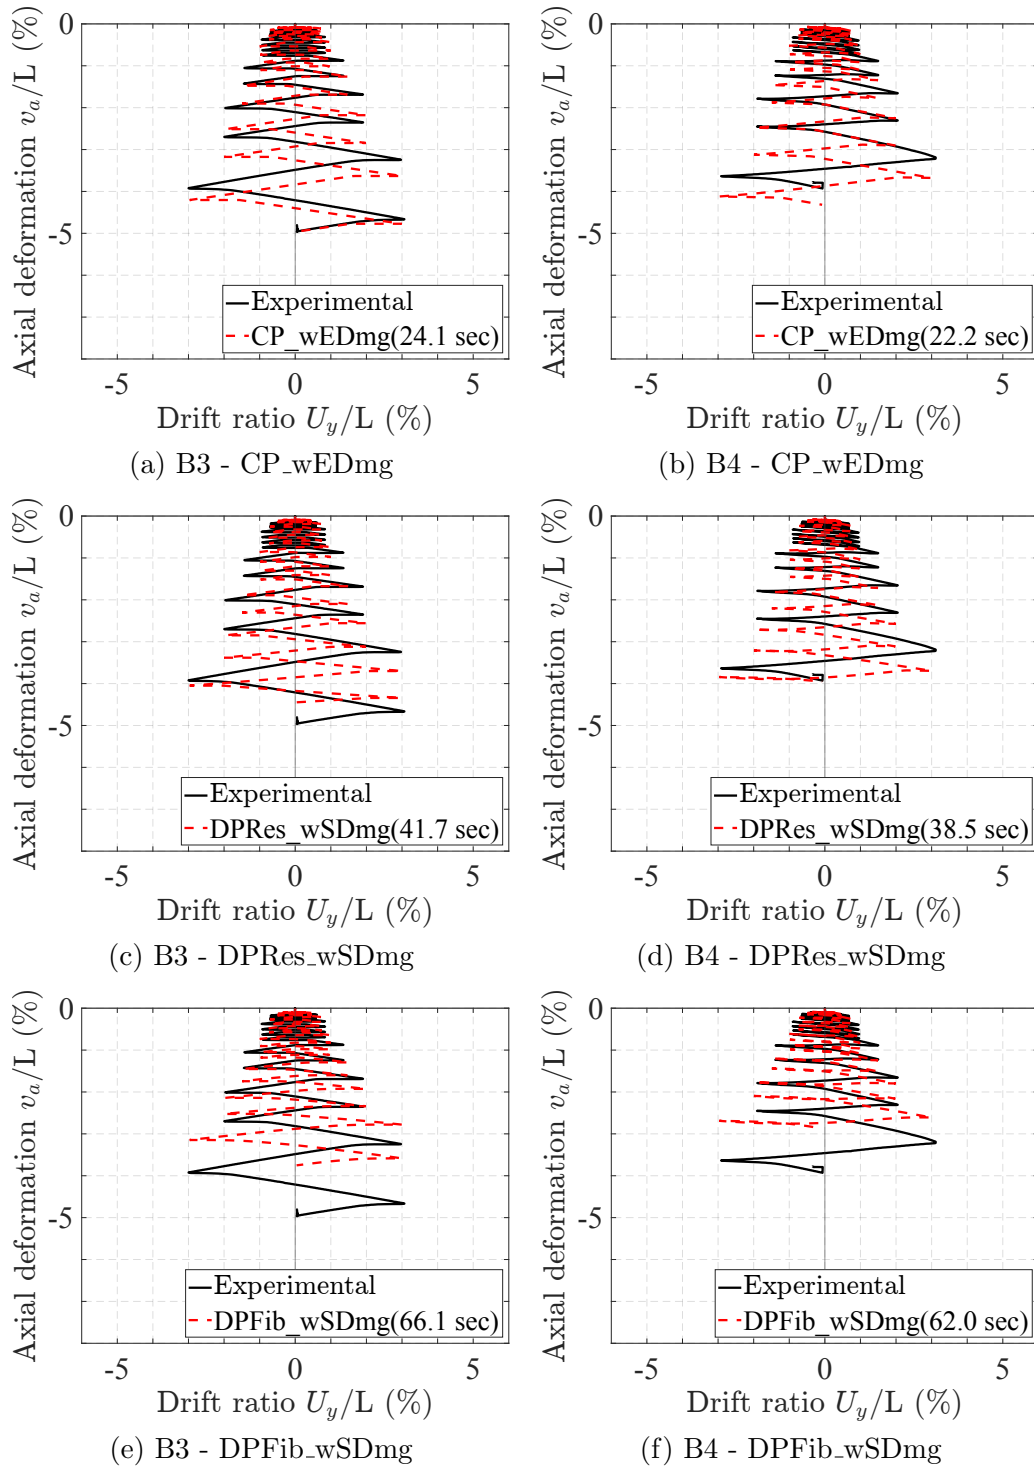 Axial deformation v_a/L (%)
0
-5
Experimental
CP_wEDmg(24.1 sec)
-5 0 5
Drift ratio U_y/L (%)
(a) B3 - CP_wEDmg
Axial deformation v_a/L (%)
0
-5
Experimental
CP_wEDmg(22.2 sec)
-5 0 5
Drift ratio U_y/L (%)
(b) B4 - CP_wEDmg
Axial deformation v_a/L (%)
0
-5
Experimental
DPRes_wSDmg(41.7 sec)
-5 0 5
Drift ratio U_y/L (%)
(c) B3 - DPRes_wSDmg
Axial deformation v_a/L (%)
0
-5
Experimental
DPRes_wSDmg(38.5 sec)
-5 0 5
Drift ratio U_y/L (%)
(d) B4 - DPRes_wSDmg
Axial deformation v_a/L (%)
0
-5
Experimental
DPFib_wSDmg(66.1 sec)
-5 0 5
Drift ratio U_y/L (%)
(e) B3 - DPFib_wSDmg
Axial deformation v_a/L (%)
0
-5
Experimental
DPFib_wSDmg(62.0 sec)
-5 0 5
Drift ratio U_y/L (%)
(f) B4 - DPFib_wSDmg